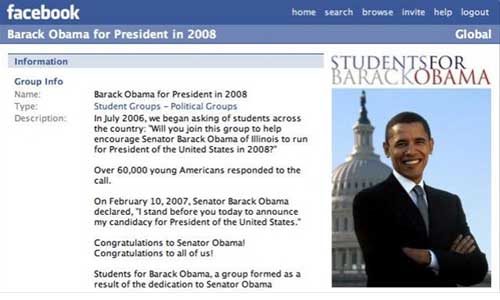 facebook
home search browse invite help logout
Barack Obama for President in 2008 Global
Information
Group Info
Name: Barack Obama for President in 2008
Type: Student Groups - Political Groups
Description: In July 2006, we began asking of students across
the country: "Will you join this group to help
encourage Senator Barack Obama of Illinois to run
for President of the United States in 2008?"
Over 60,000 young Americans responded to the
call.
On February 10, 2007, Senator Barack Obama
declared, "I stand before you today to announce
my candidacy for President of the United States."
Congratulations to Senator Obama!
Congratulations to all of us!
Students for Barack Obama, a group formed as a
result of the dedication to Senator Obama
STUDENTSFOR
BARACKOBAMA